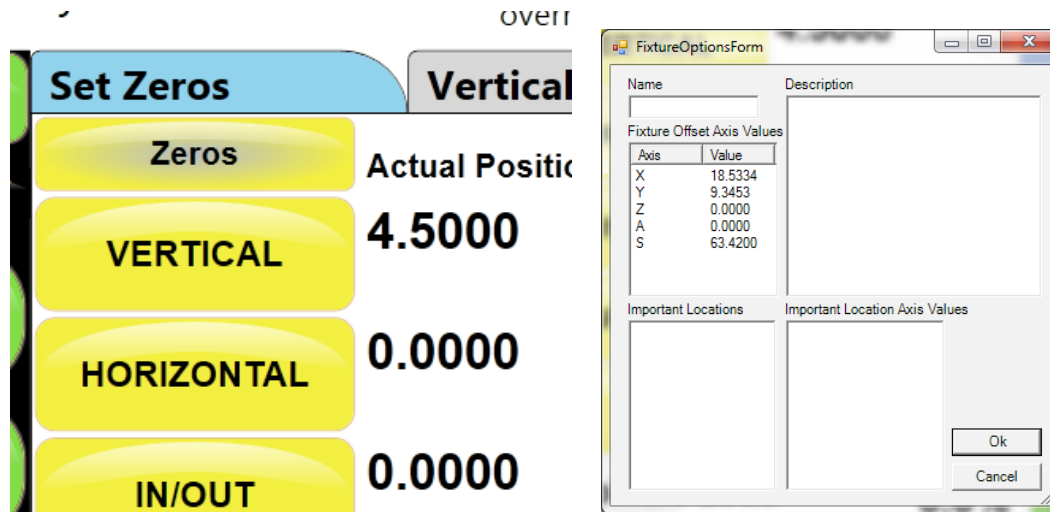 Set Zeros
Vertical
Zeros
Actual Positic
VERTICAL
4.5000
HORIZONTAL
0.0000
IN/OUT
0.0000
FixtureOptionsForm
Name
Description
Fixture Offset Axis Values
Axis Value
X 18.5334
Y 9.3453
Z 0.0000
A 0.0000
S 63.4200
Important Locations
Important Location Axis Values
Ok
Cancel